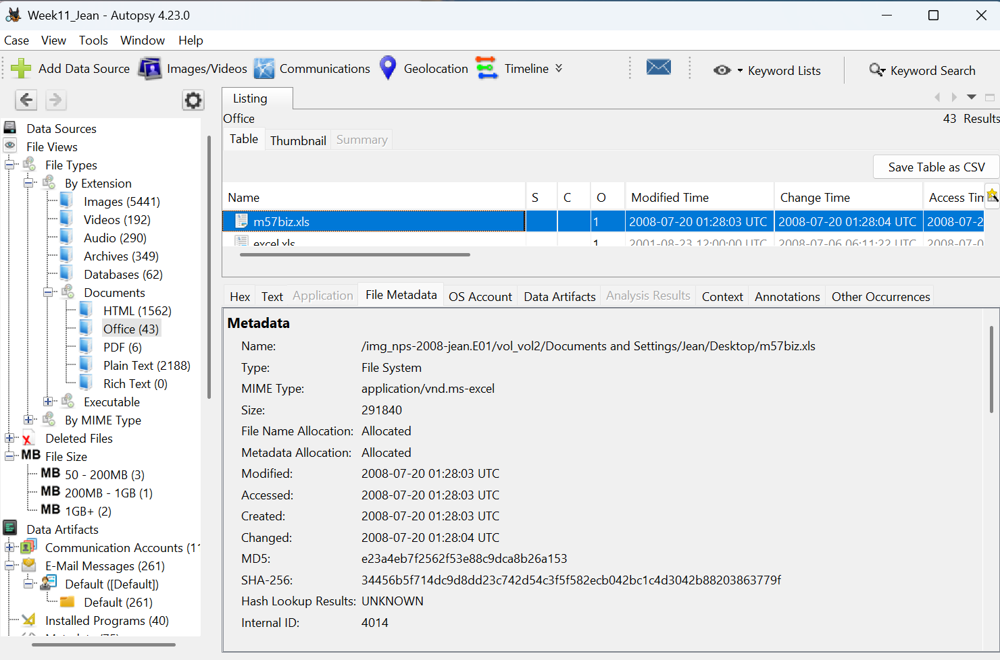 Week11_Jean - Autopsy 4.23.0
Case View Tools Window Help
Add Data Source Images/Videos Communications Geolocation Timeline Keyword Lists Keyword Search
Listing
Office 43 Results
Table Thumbnail Summary
Save Table as CSV
Name S C O Modified Time Change Time Access Tim
m57biz.xls 1 2008-07-20 01:28:03 UTC 2008-07-20 01:28:04 UTC 2008-07-2
excel.xls 1 2001-08-23 12:00:00 UTC 2008-07-06 06:11:22 UTC 2008-07-0
Data Sources
File Views
File Types
By Extension
Images (5441)
Videos (192)
Audio (290)
Archives (349)
Databases (62)
Documents
HTML (1562)
Office (43)
PDF (6)
Plain Text (2188)
Rich Text (0)
Executable
By MIME Type
Deleted Files
MB File Size
MB 50 - 200MB (3)
MB 200MB - 1GB (1)
MB 1GB+ (2)
Data Artifacts
Communication Accounts (11
E-Mail Messages (261)
Default ([Default])
Default (261)
Installed Programs (40)
Hex Text Application File Metadata OS Account Data Artifacts Analysis Results Context Annotations Other Occurrences
Metadata
Name: /img_nps-2008-jean.E01/vol_vol2/Documents and Settings/Jean/Desktop/m57biz.xls
Type: File System
MIME Type: application/vnd.ms-excel
Size: 291840
File Name Allocation: Allocated
Metadata Allocation: Allocated
Modified: 2008-07-20 01:28:03 UTC
Accessed: 2008-07-20 01:28:03 UTC
Created: 2008-07-20 01:28:03 UTC
Changed: 2008-07-20 01:28:04 UTC
MD5: e23a4eb7f2562f53e88c9dca8b26a153
SHA-256: 34456b5f714dc9d8dd23c742d54c3f5f582ecb042bc1c4d3042b88203863779f
Hash Lookup Results: UNKNOWN
Internal ID: 4014